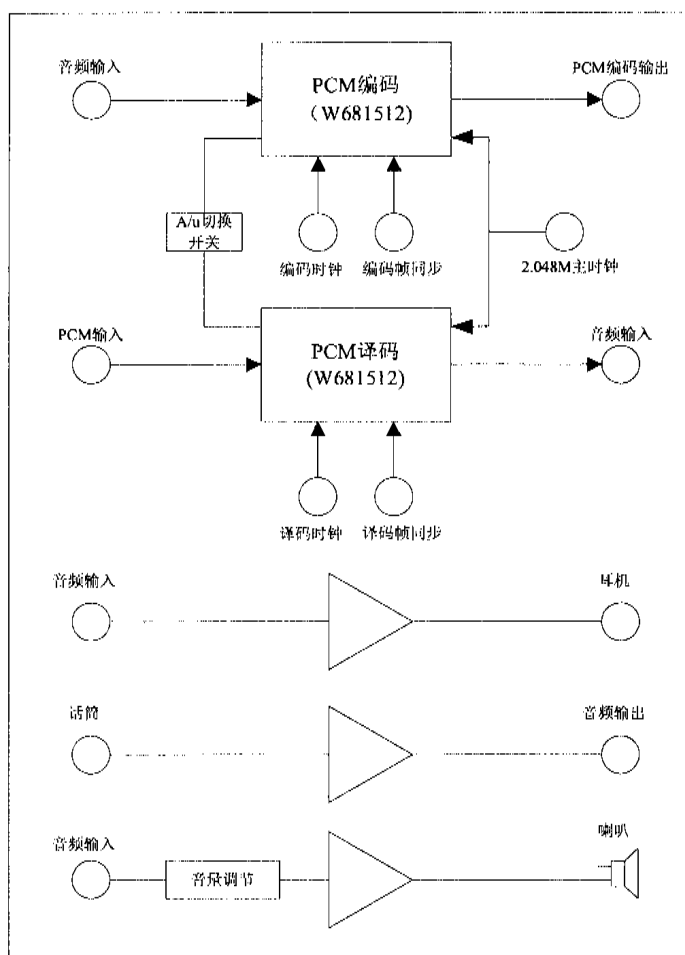 音频输入
PCM编码输出
PCM编码
（W681512)
A/u切换
开关
编码时钟
编码帧同步
2.048M主时钟
PCM输入
PCM译码
(W681512)
音频输入
译码时钟
译码帧同步
音频输入
耳机
话筒
音频输出
音频输入
喇叭
音量调节